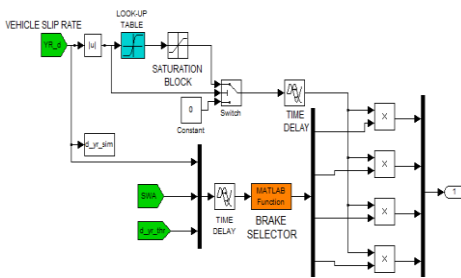 VEHICLE SLIP RATE
YR_d
|u|
LOOK-UP
TABLE
SATURATION
BLOCK
0
Constant
Switch
TIME
DELAY
d_yr_sim
SWA
d_yr_thr
TIME
DELAY
MATLAB
Function
BRAKE
SELECTOR
X
X
X
X
1